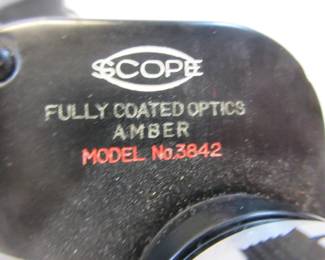 SCOPE
FULLY COATED OPTICS
AMBER
MODEL No.3842